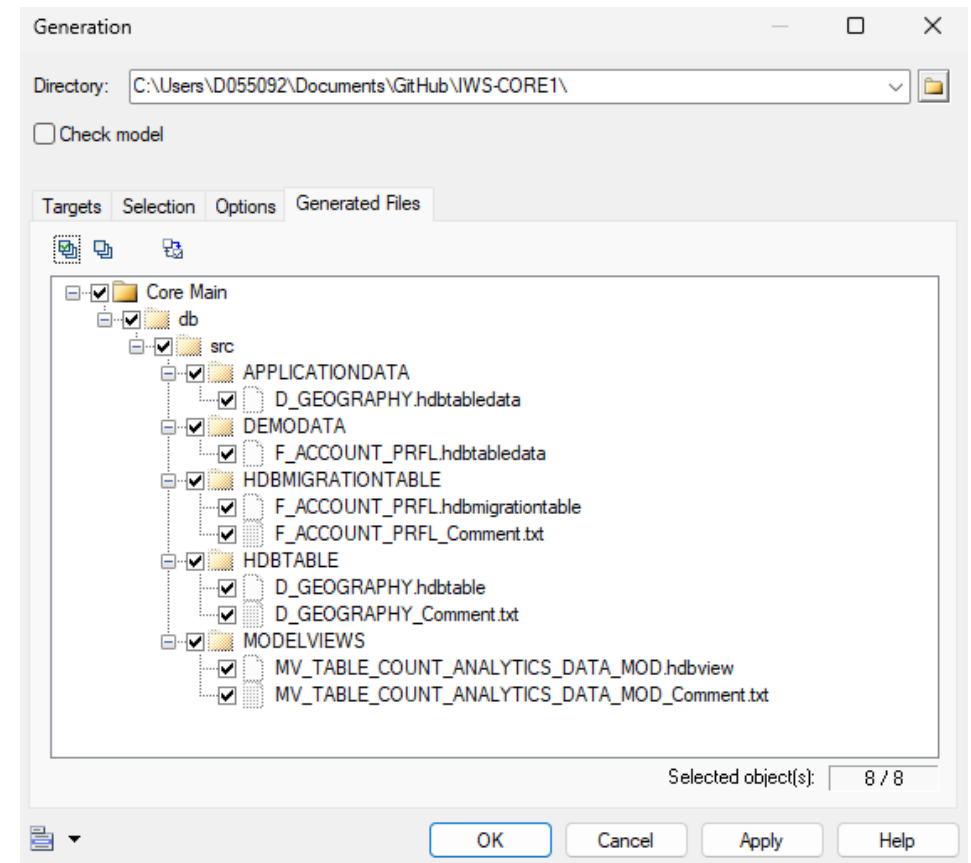 Generation
Directory: C:\Users\D055092\Documents\GitHub\IWS-CORE1\
Check model
Targets Selection Options Generated Files
Core Main
db
src
APPLICATIONDATA
D_GEOGRAPHY.hdbtabledata
DEMODATA
F_ACCOUNT_PRFL.hdbtabledata
HDBMIGRATIONTABLE
F_ACCOUNT_PRFL.hdbmigrationtable
F_ACCOUNT_PRFL_Comment.txt
HDBTABLE
D_GEOGRAPHY.hdbtable
D_GEOGRAPHY_Comment.txt
MODELVIEWS
MV_TABLE_COUNT_ANALYTICS_DATA_MOD.hdbview
MV_TABLE_COUNT_ANALYTICS_DATA_MOD_Comment.txt
Selected object(s): 8 / 8
OK Cancel Apply Help